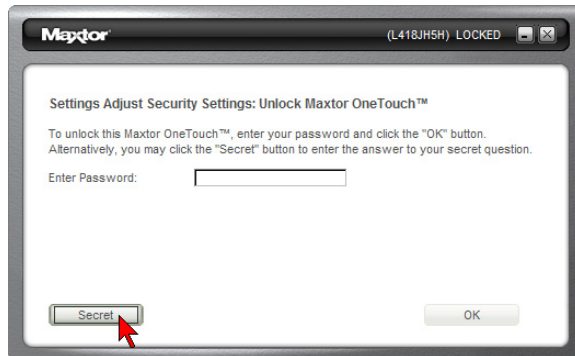 Maxtor (L418JH5H) LOCKED
Settings Adjust Security Settings: Unlock Maxtor OneTouch™
To unlock this Maxtor OneTouch™, enter your password and click the "OK" button.
Alternatively, you may click the "Secret" button to enter the answer to your secret question.
Enter Password:
Secret OK